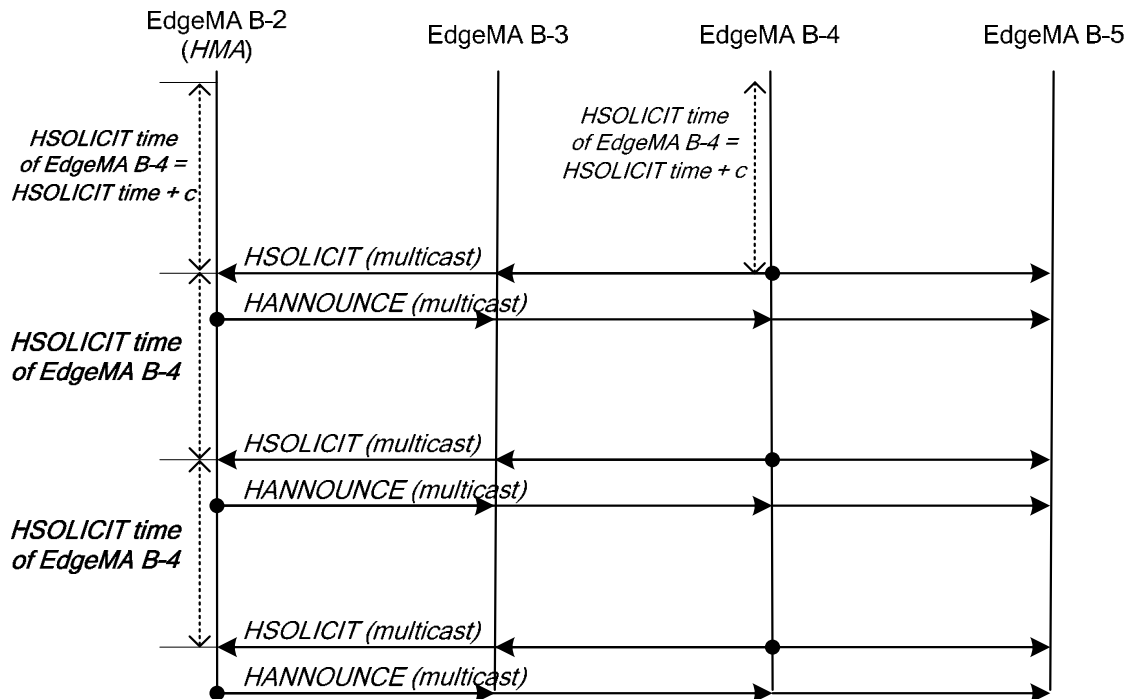 EdgeMA B-2
(HMA)
EdgeMA B-3
EdgeMA B-4
EdgeMA B-5
HSOLICIT time
of EdgeMA B-4 =
HSOLICIT time + c
HSOLICIT time
of EdgeMA B-4 =
HSOLICIT time + c
HSOLICIT (multicast)
HANNOUNCE (multicast)
HSOLICIT time
of EdgeMA B-4
HSOLICIT (multicast)
HANNOUNCE (multicast)
HSOLICIT time
of EdgeMA B-4
HSOLICIT (multicast)
HANNOUNCE (multicast)